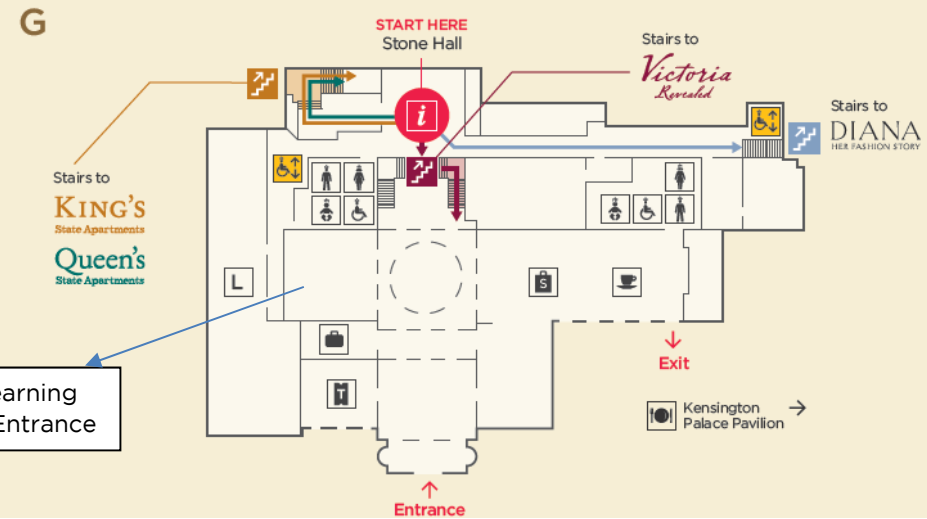 G
START HERE
Stone Hall
Stairs to
Victoria
Revealed
Stairs to
DIANA
HER FASHION STORY
i
Stairs to
KING'S
State Apartments
Queen's
State Apartments
L
S
T
earning
Entrance
Exit
Kensington
Palace Pavilion
Entrance